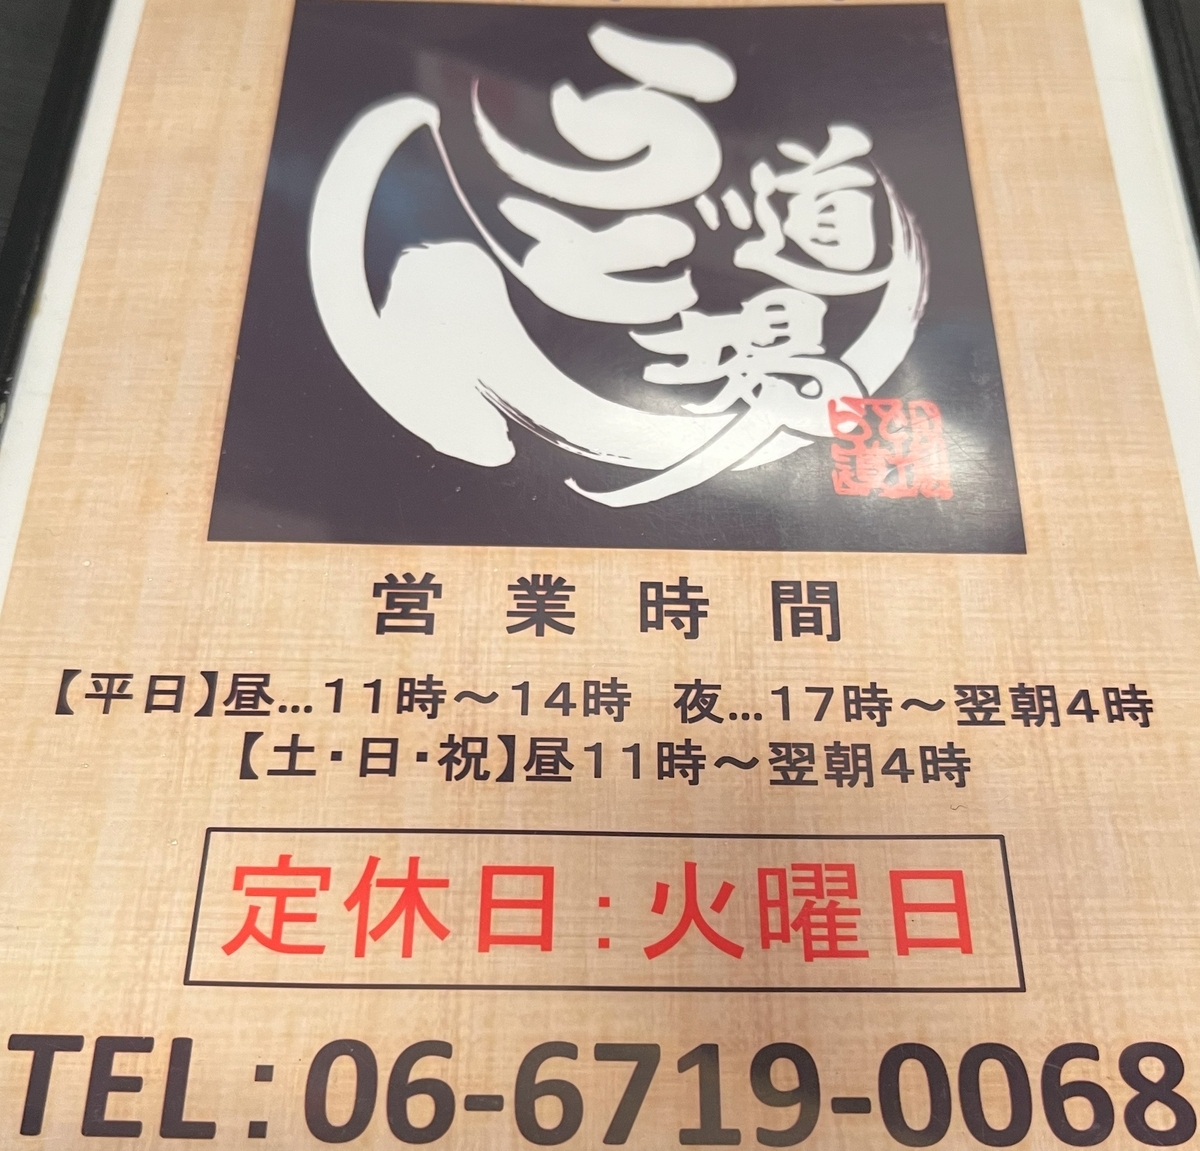 うどん
道場
営業時間
【平日】昼…11時～14時 夜…17時～翌朝4時
【土・日・祝】昼11時～翌朝4時
定休日：火曜日
TEL：06-6719-0068